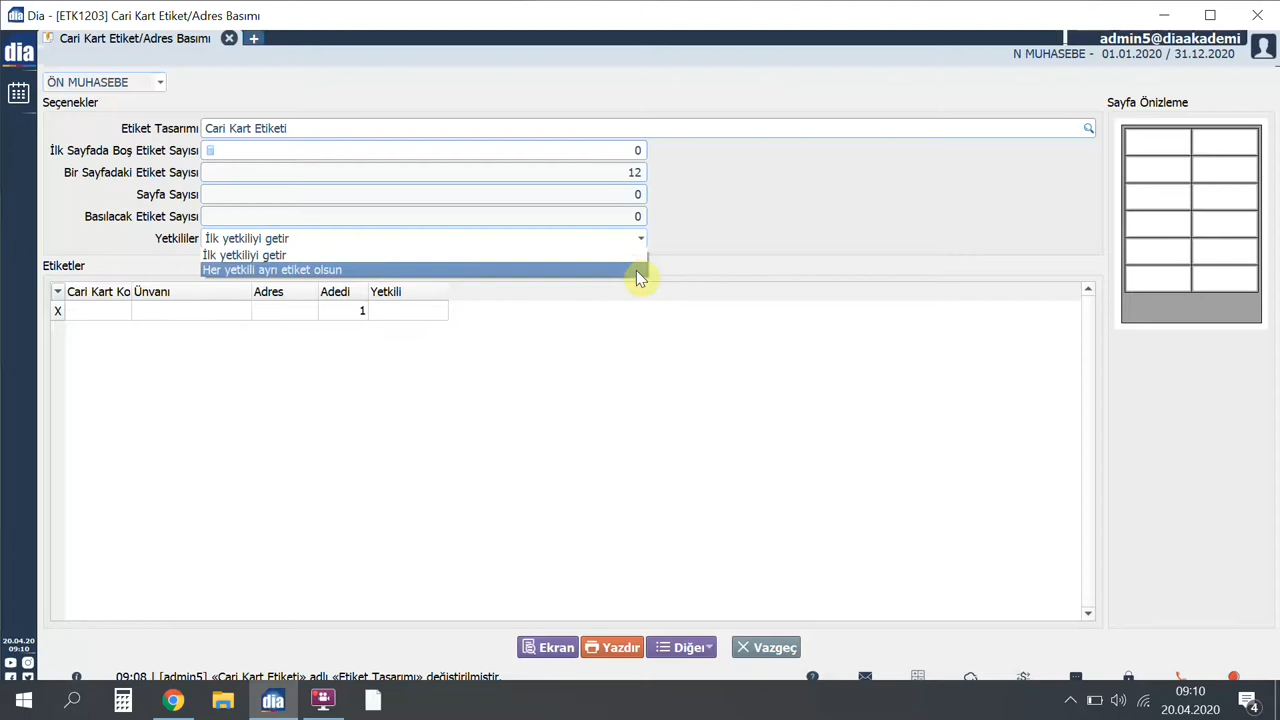 Dia - [ETK1203] Cari Kart Etiket/Adres Basımı
dia
Cari Kart Etiket/Adres Basımı
admin5@diaakademi
N MUHASEBE - 01.01.2020 / 31.12.2020
ÖN MUHASEBE
Seçenekler
Sayfa Önizleme
Etiket Tasarımı Cari Kart Etiketi
İlk Sayfada Boş Etiket Sayısı 0
Bir Sayfadaki Etiket Sayısı 12
Sayfa Sayısı 0
Basılacak Etiket Sayısı 0
Yetkililer İlk yetkiliyi getir
İlk yetkiliyi getir
Her yetkili ayrı etiket olsun
Etiketler
Cari Kart Ko Ünvanı Adres Adedi Yetkili
X 1
Ekran Yazdır Diğer Vazgeç
20.04.20
09:10
09:08 | [admin5] «Cari Kart Etiketi» adlı «Etiket Tasarımı» değiştirilmiştir.
dia
09:10
20.04.2020
4